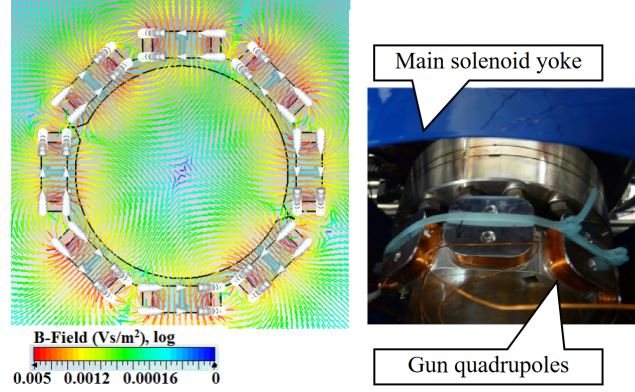 Main solenoid yoke
B-Field (Vs/m²), log
0.005 0.0012 0.00016 0
Gun quadrupoles